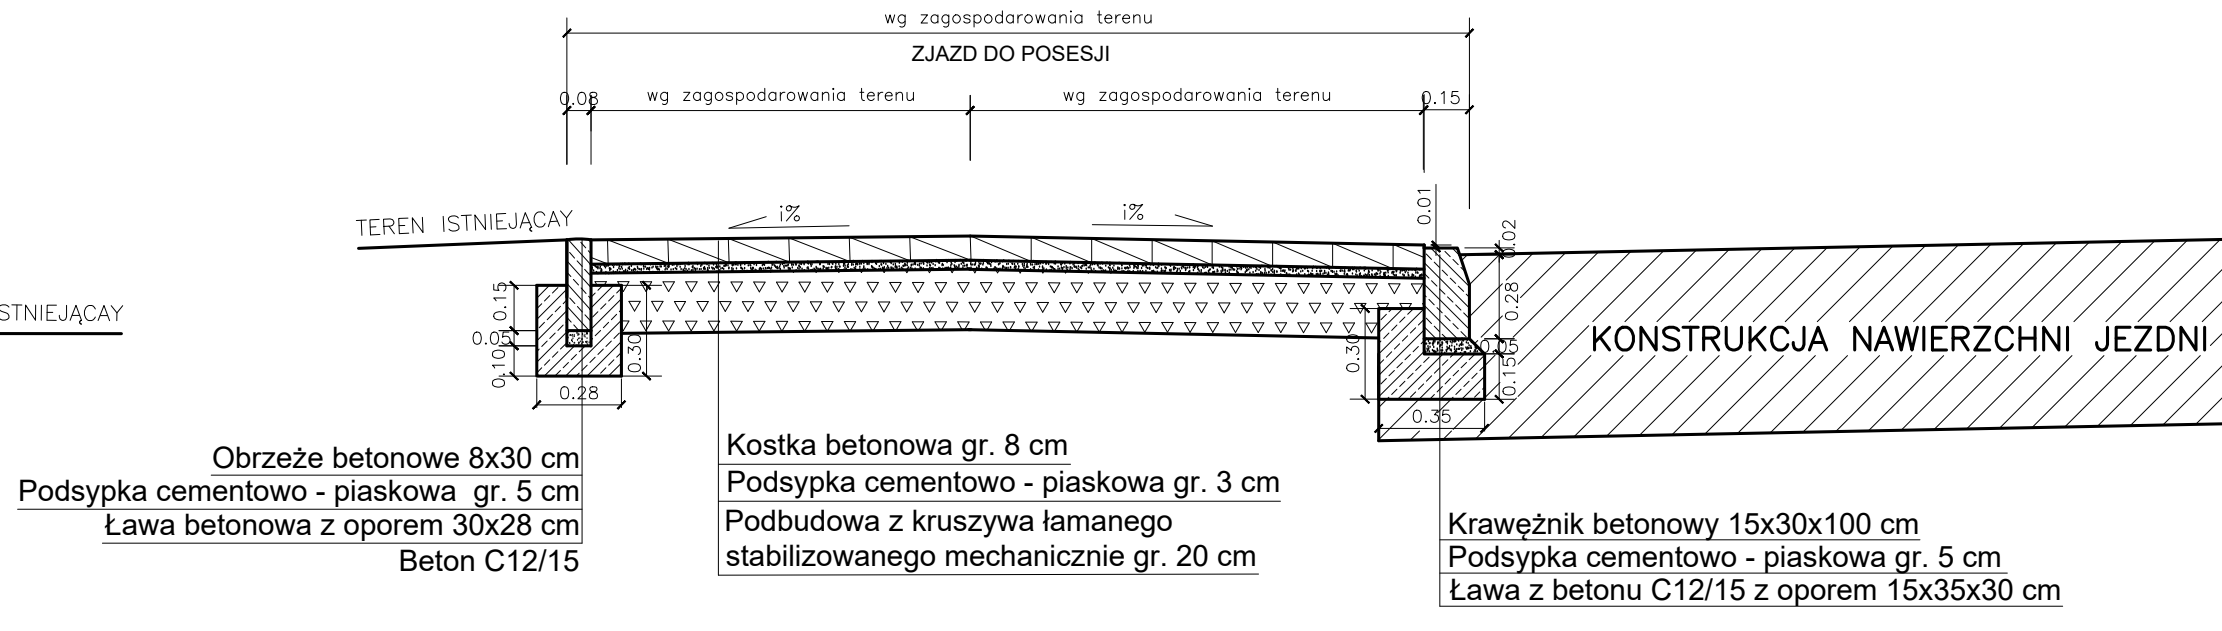 wg zagospodarowania terenu
ZJAZD DO POSESJI
0.08
wg zagospodarowania terenu
wg zagospodarowania terenu
0.15
TEREN ISTNIEJĄCAY
i%
i%
0.01
0.02
STNIEJĄCAY
0.15
0.05
0.10
0.30
0.28
0.30
0.28
0.05
0.15
0.35
KONSTRUKCJA NAWIERZCHNI JEZDNI
Obrzeże betonowe 8x30 cm
Podsypka cementowo - piaskowa gr. 5 cm
Ława betonowa z oporem 30x28 cm
Beton C12/15
Kostka betonowa gr. 8 cm
Podsypka cementowo - piaskowa gr. 3 cm
Podbudowa z kruszywa łamanego
stabilizowanego mechanicznie gr. 20 cm
Krawężnik betonowy 15x30x100 cm
Podsypka cementowo - piaskowa gr. 5 cm
Ława z betonu C12/15 z oporem 15x35x30 cm